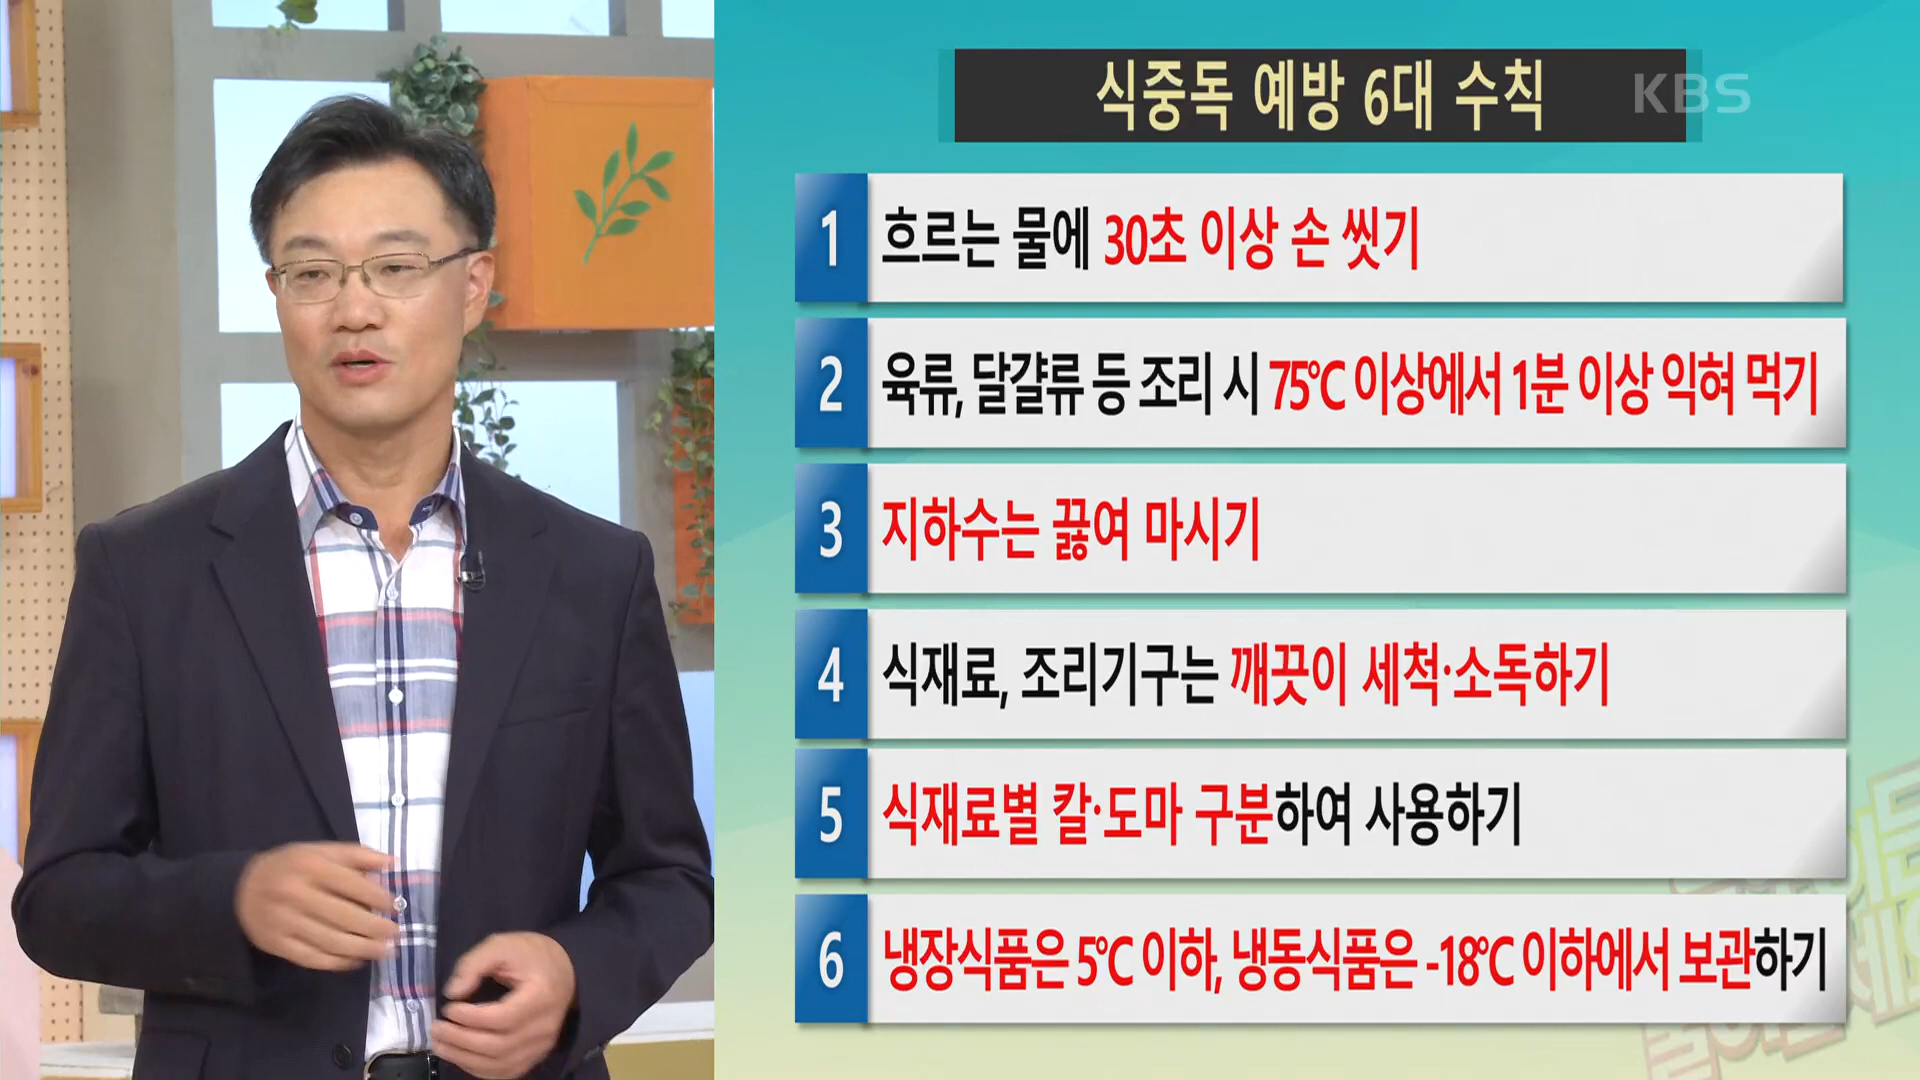 식중독 예방 6대 수칙
KBS
1 흐르는 물에 30초 이상 손 씻기
2 육류, 달걀류 등 조리 시 75℃ 이상에서 1분 이상 익혀 먹기
3 지하수는 끓여 마시기
4 식재료, 조리기구는 깨끗이 세척·소독하기
5 식재료별 칼·도마 구분하여 사용하기
6 냉장식품은 5℃ 이하, 냉동식품은 -18℃ 이하에서 보관하기